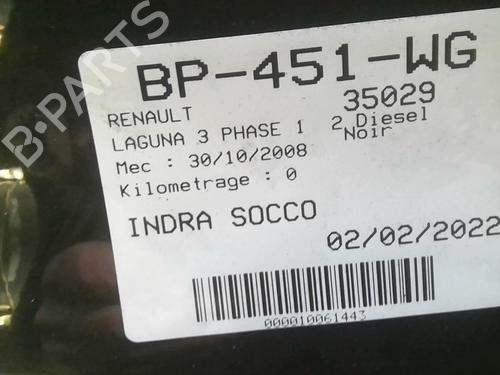 B-PARTS
BP-451-WG
RENAULT 35029
LAGUNA 3 PHASE 1 2 Diesel
Noir
Mec : 30/10/2008
Kilometrage : 0
INDRA SOCCO
02/02/2022
000010061443